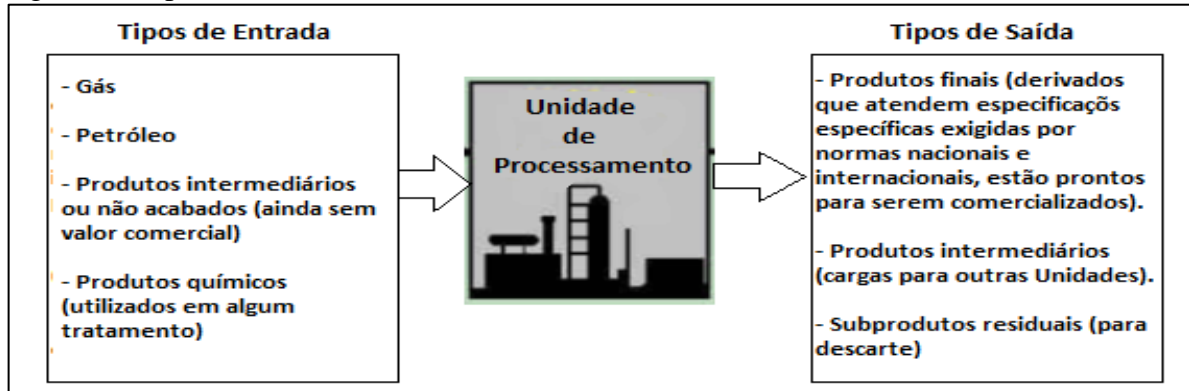 Tipos de Entrada
- Gás
- Petróleo
- Produtos intermediários
ou não acabados (ainda sem
valor comercial)
- Produtos químicos
(utilizados em algum
tratamento)
Unidade
de
Processamento
Tipos de Saída
- Produtos finais (derivados
que atendem especificaçõs
específicas exigidas por
normas nacionais e
internacionais, estão prontos
para serem comercializados).
- Produtos intermediários
(cargas para outras Unidades).
- Subprodutos residuais (para
descarte)